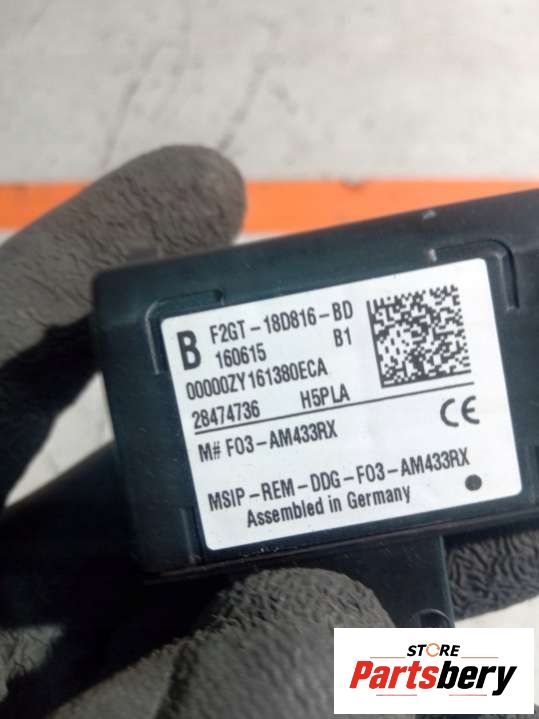 B F2GT-18D816-BD
160615 B1
00000ZY161380ECA
28474736 H5PLA
CE
M# F03-AM433RX
MSIP-REM-DDG-F03-AM433RX
Assembled in Germany
STORE
Partsbery